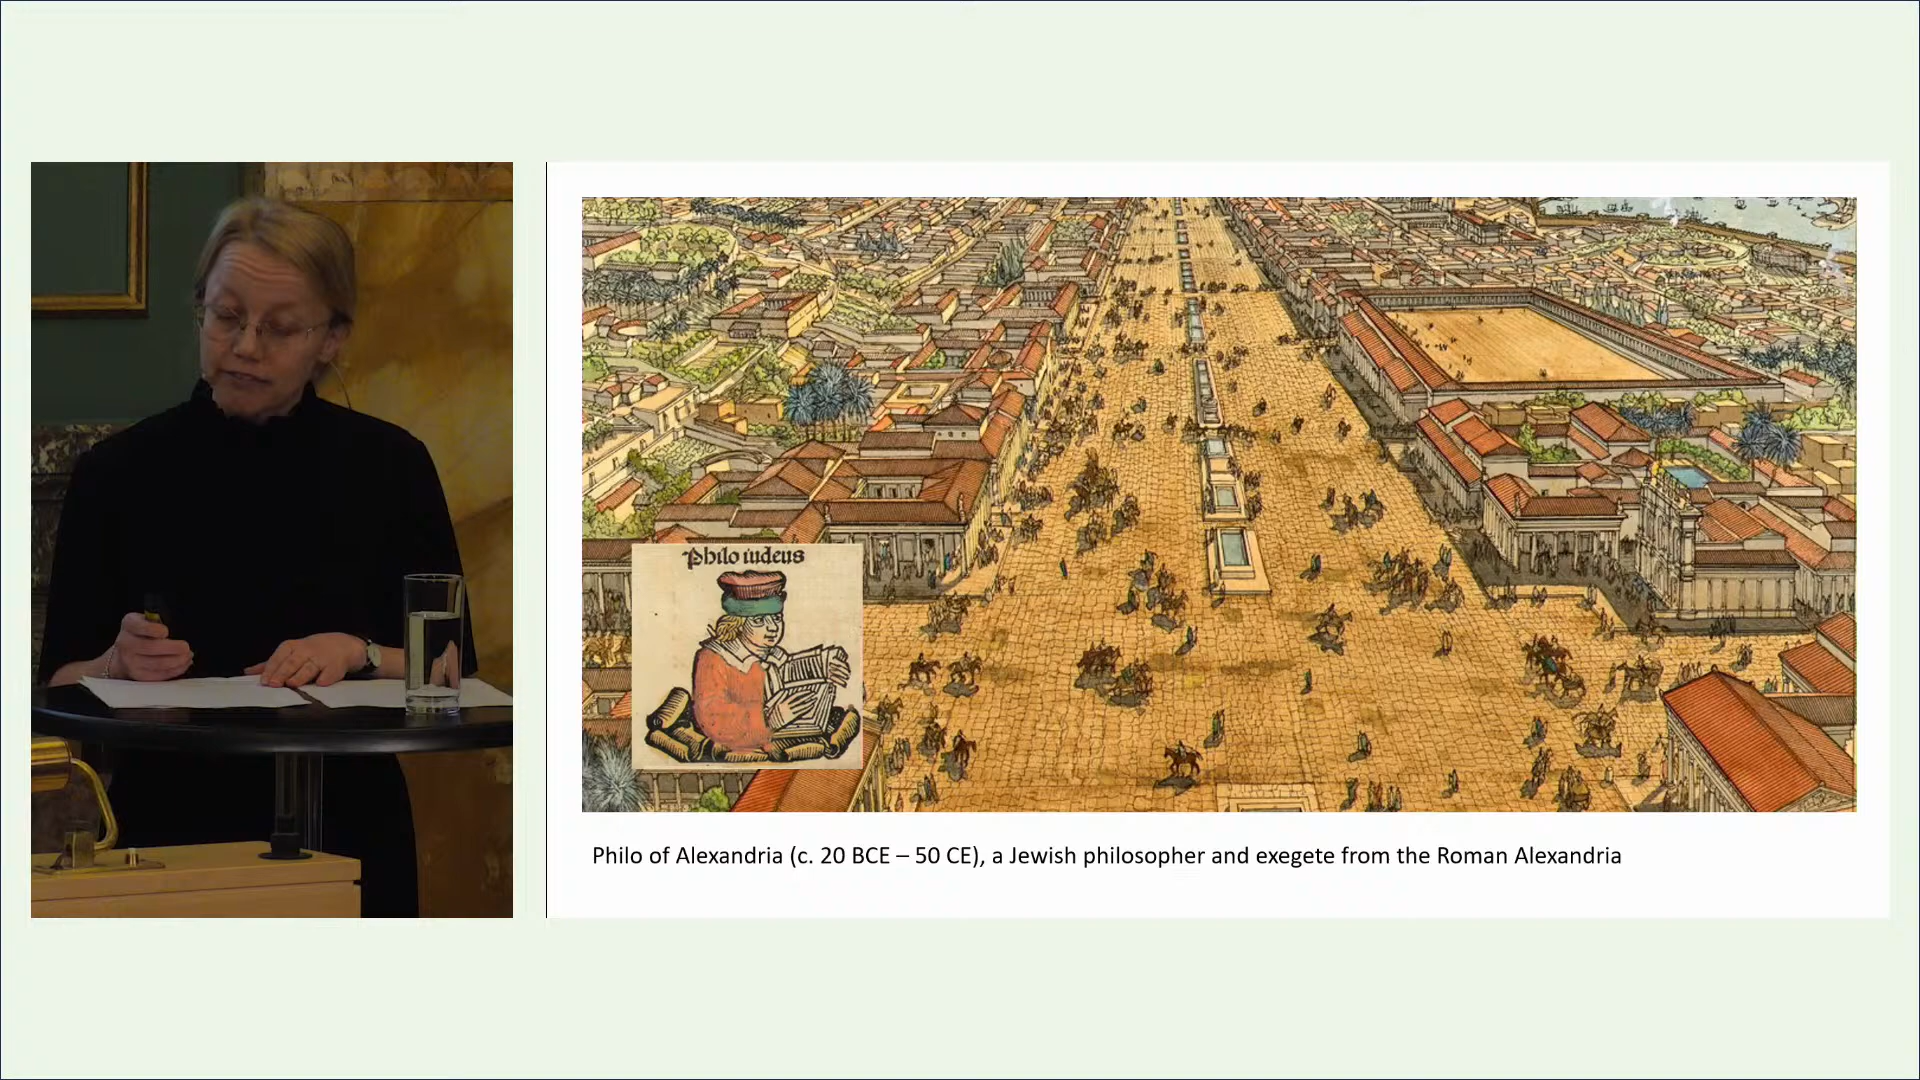 Philo iudeus
Philo of Alexandria (c. 20 BCE – 50 CE), a Jewish philosopher and exegete from the Roman Alexandria